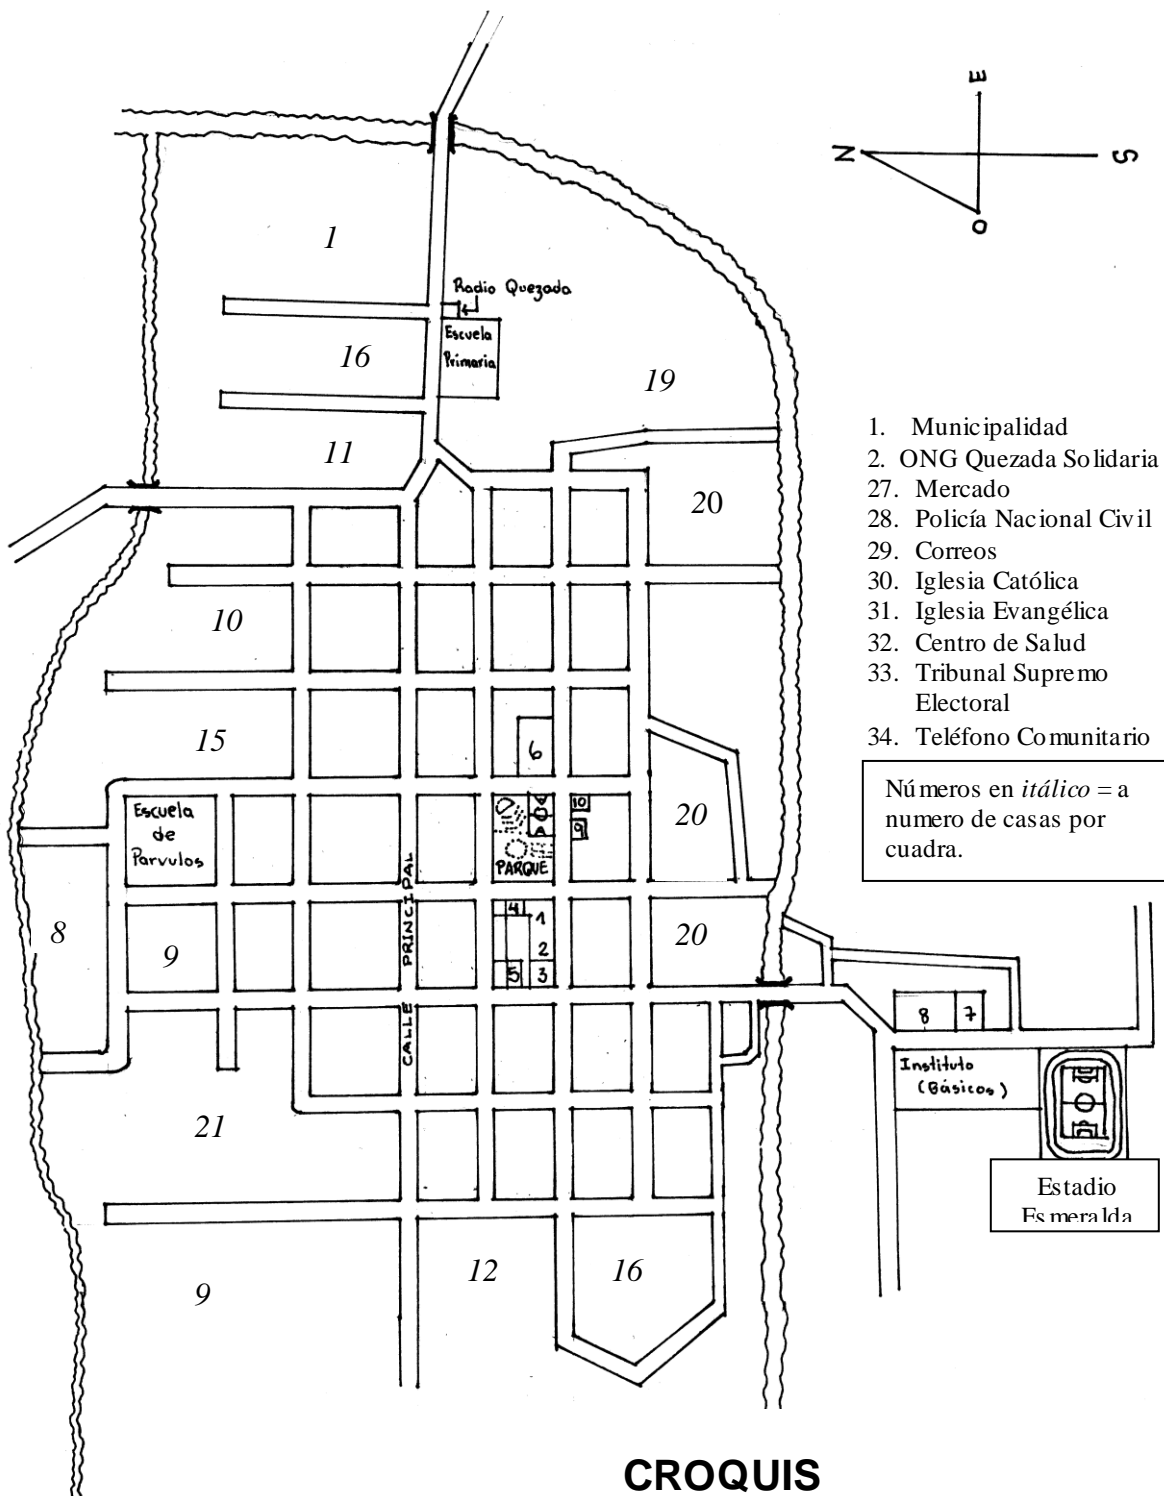 E
N
S
O
1
Radio Quezada
Escuela
Primaria
16
19
11
20
10
15
6
Escuela
de
Parvulos
10
9
PARQUE
20
CALLE PRINCIPAL
8
9
4
1
2
5
3
20
8
7
Instituto
(Básicos)
21
12
16
9
1. Municipalidad
2. ONG Quezada Solidaria
27. Mercado
28. Policía Nacional Civil
29. Correos
30. Iglesia Católica
31. Iglesia Evangélica
32. Centro de Salud
33. Tribunal Supremo
Electoral
34. Teléfono Comunitario
Números en itálico = a
numero de casas por
cuadra.
Estadio
Esmeralda
CROQUIS